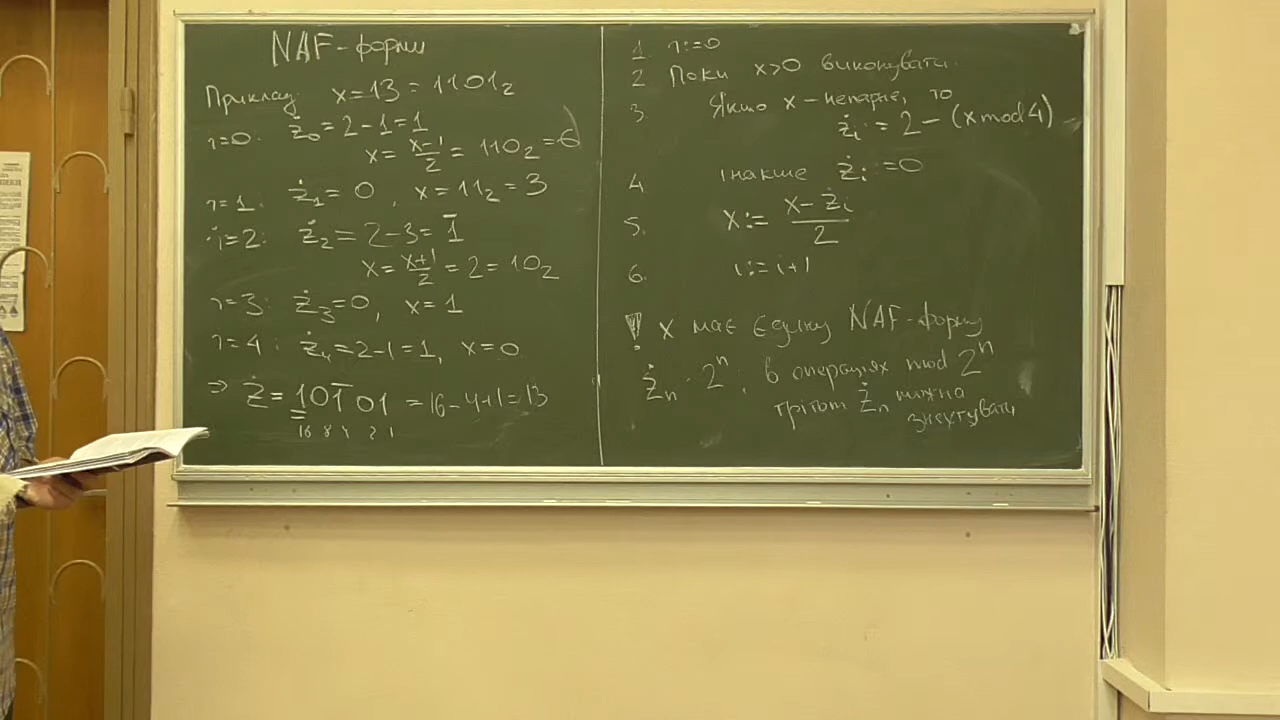 NAF-форми
Приклад: x=13=1101₂
i=0: ż₀=2-1=1
x=(x-1)/2=110₂=6
i=1: ż₁=0, x=11₂=3
i=2: ż₂=2-3=1̄
x=(x+1)/2=2=10₂
i=3: ż₃=0, x=1
i=4: ż₄=2-1=1, x=0
⇒ ż=101̄01=16-4+1=13
16 8 4 2 1
1. i:=0
2 Поки x>0 виконувати:
3. Якщо x-непарне, то
żᵢ:=2-(x mod 4)
4 інакше żᵢ:=0
5. x:=(x-żᵢ)/2
6. i:=i+1
! x має єдину NAF-форму
żₙ·2ⁿ; в операціях mod 2ⁿ
żₙ можна
знехтувати